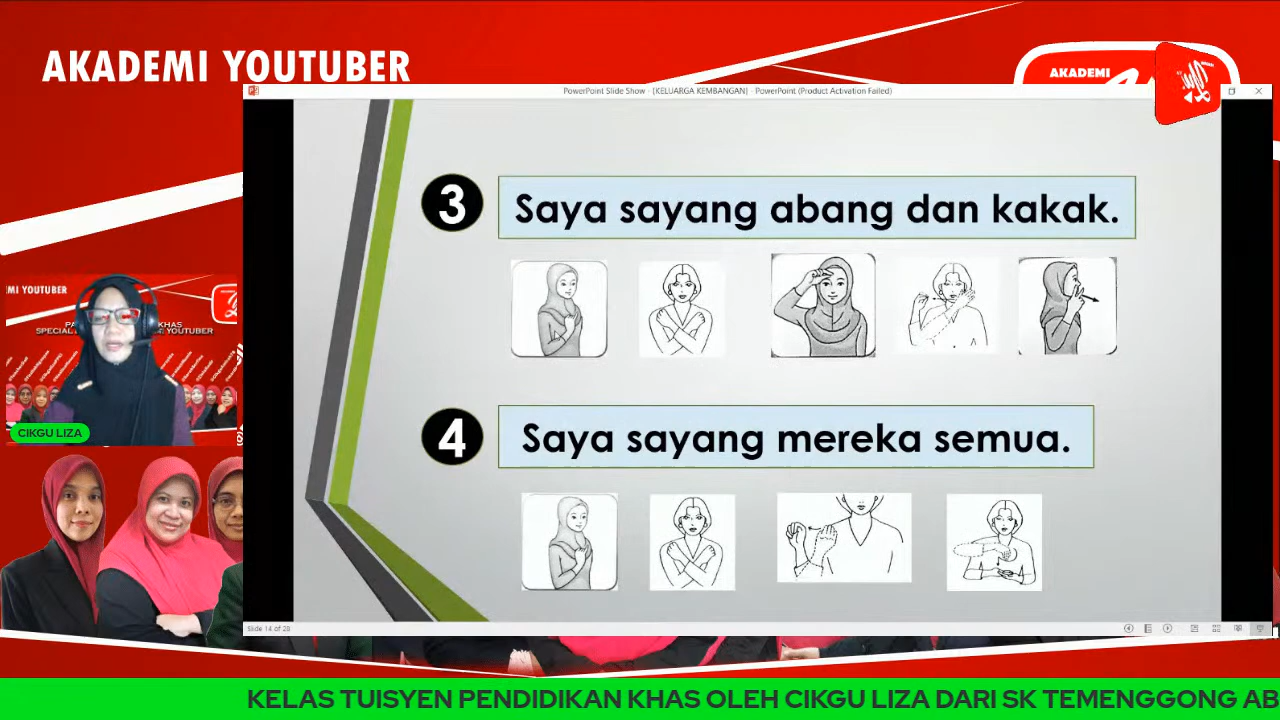 AKADEMI YOUTUBER
AKADEMI
PowerPoint Slide Show - [KELUARGA KEMBANGAN] - PowerPoint (Product Activation Failed)
3
Saya sayang abang dan kakak.
4
Saya sayang mereka semua.
MI YOUTUBER
KHAS
YOUTUBER
CIKGU LIZA
Slide 14 of 28
KELAS TUISYEN PENDIDIKAN KHAS OLEH CIKGU LIZA DARI SK TEMENGGONG AB